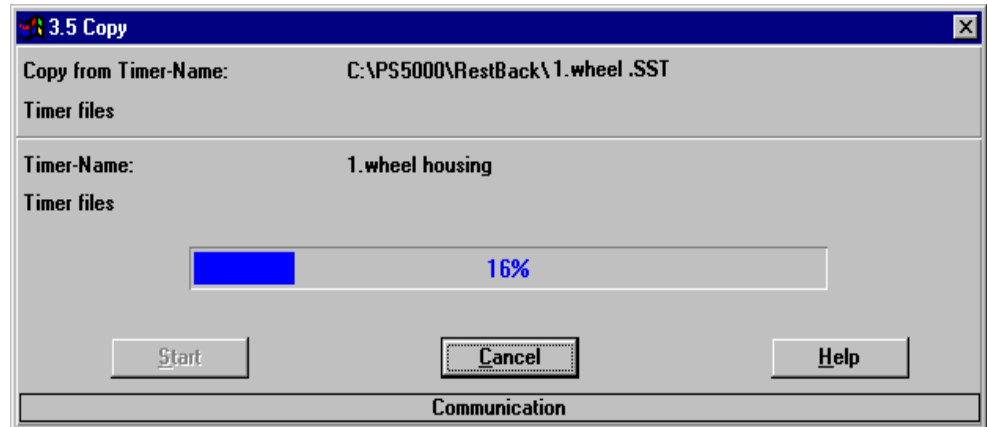 3.5 Copy
Copy from Timer-Name: C:\PS5000\RestBack\1.wheel .SST
Timer files
Timer-Name: 1.wheel housing
Timer files
16%
Start Cancel Help
Communication